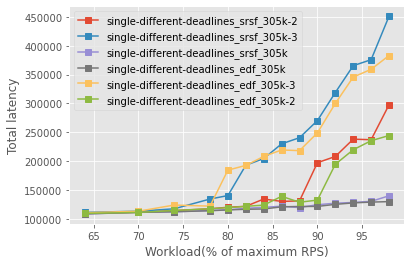 450000
400000
350000
300000
250000
200000
150000
100000
Total latency
single-different-deadlines_srsf_305k-2
single-different-deadlines_srsf_305k-3
single-different-deadlines_srsf_305k
single-different-deadlines_edf_305k
single-different-deadlines_edf_305k-3
single-different-deadlines_edf_305k-2
65 70 75 80 85 90 95
Workload(% of maximum RPS)